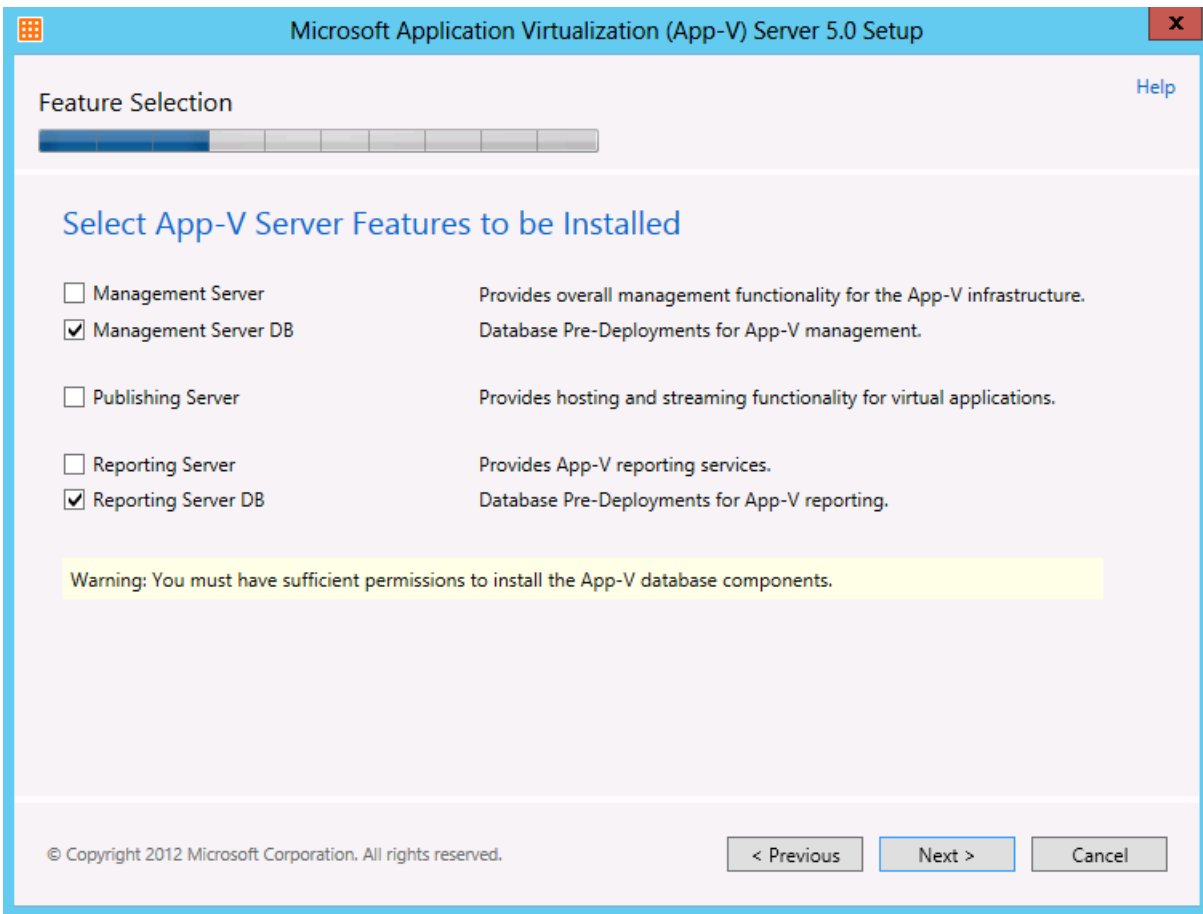 Microsoft Application Virtualization (App-V) Server 5.0 Setup
x
Help
Feature Selection
Select App-V Server Features to be Installed
Management Server Provides overall management functionality for the App-V infrastructure.
Management Server DB Database Pre-Deployments for App-V management.
Publishing Server Provides hosting and streaming functionality for virtual applications.
Reporting Server Provides App-V reporting services.
Reporting Server DB Database Pre-Deployments for App-V reporting.
Warning: You must have sufficient permissions to install the App-V database components.
© Copyright 2012 Microsoft Corporation. All rights reserved. < Previous Next > Cancel